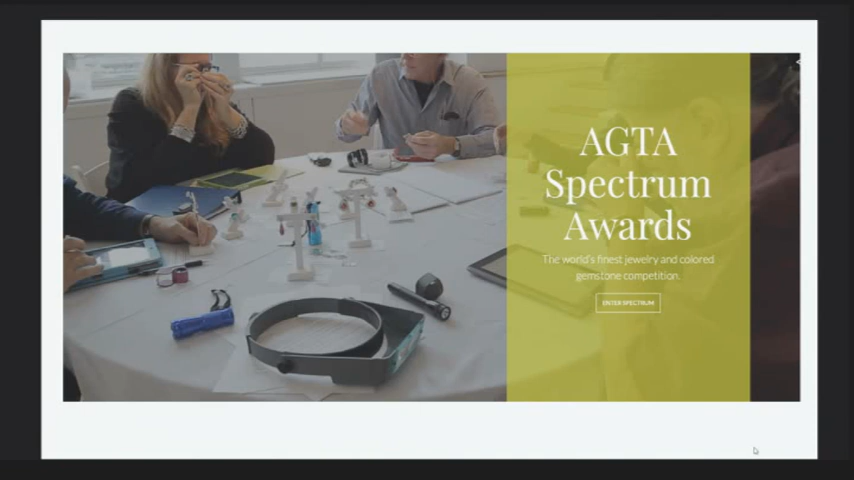 AGTA
Spectrum
Awards
The world's finest jewelry and colored
gemstone competition.
ENTER SPECTRUM